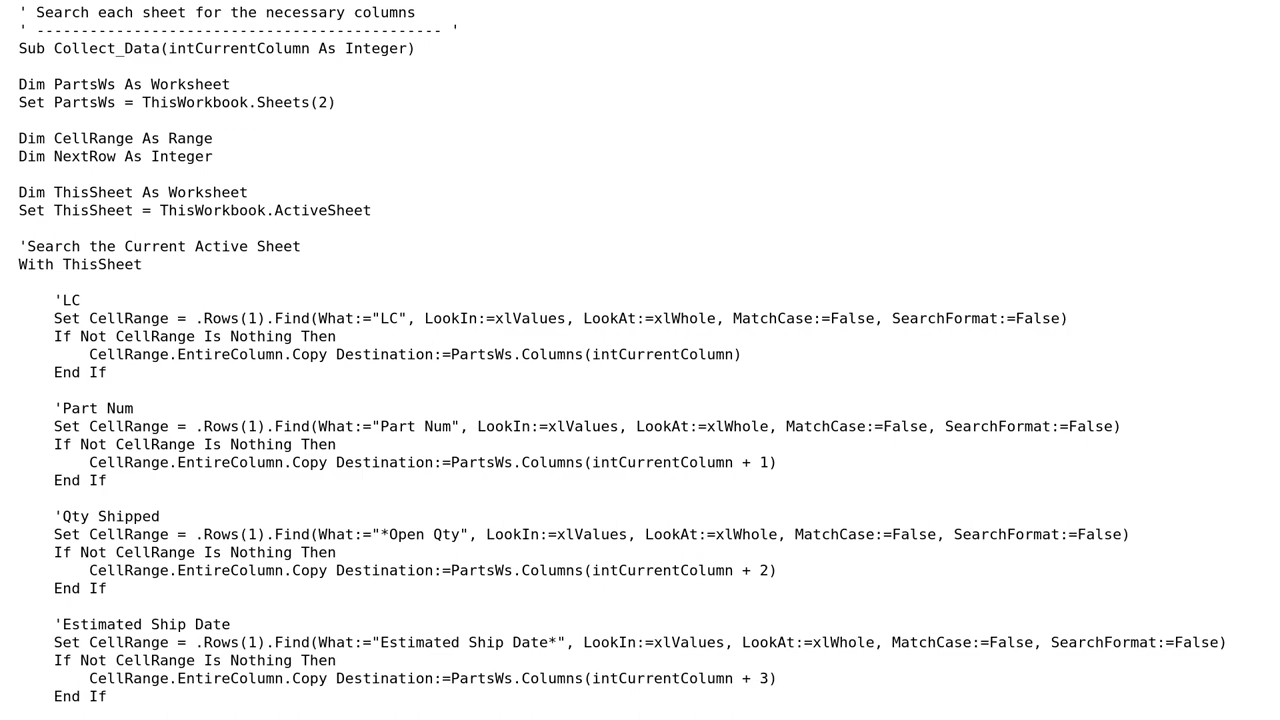 ' Search each sheet for the necessary columns
' ---------------------------------------------- '
Sub Collect_Data(intCurrentColumn As Integer)

Dim PartsWs As Worksheet
Set PartsWs = ThisWorkbook.Sheets(2)

Dim CellRange As Range
Dim NextRow As Integer

Dim ThisSheet As Worksheet
Set ThisSheet = ThisWorkbook.ActiveSheet

'Search the Current Active Sheet
With ThisSheet

    'LC
    Set CellRange = .Rows(1).Find(What:="LC", LookIn:=xlValues, LookAt:=xlWhole, MatchCase:=False, SearchFormat:=False)
    If Not CellRange Is Nothing Then
        CellRange.EntireColumn.Copy Destination:=PartsWs.Columns(intCurrentColumn)
    End If

    'Part Num
    Set CellRange = .Rows(1).Find(What:="Part Num", LookIn:=xlValues, LookAt:=xlWhole, MatchCase:=False, SearchFormat:=False)
    If Not CellRange Is Nothing Then
        CellRange.EntireColumn.Copy Destination:=PartsWs.Columns(intCurrentColumn + 1)
    End If

    'Qty Shipped
    Set CellRange = .Rows(1).Find(What:="*Open Qty", LookIn:=xlValues, LookAt:=xlWhole, MatchCase:=False, SearchFormat:=False)
    If Not CellRange Is Nothing Then
        CellRange.EntireColumn.Copy Destination:=PartsWs.Columns(intCurrentColumn + 2)
    End If

    'Estimated Ship Date
    Set CellRange = .Rows(1).Find(What:="Estimated Ship Date*", LookIn:=xlValues, LookAt:=xlWhole, MatchCase:=False, SearchFormat:=False)
    If Not CellRange Is Nothing Then
        CellRange.EntireColumn.Copy Destination:=PartsWs.Columns(intCurrentColumn + 3)
    End If